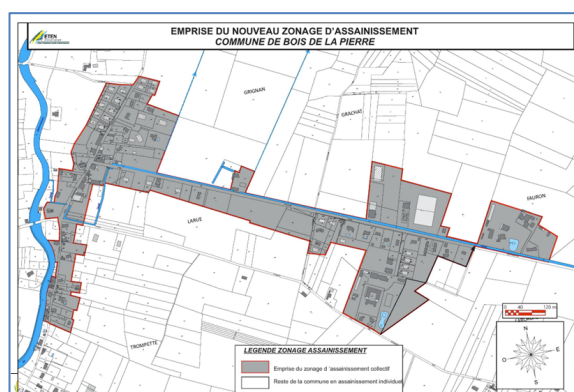 ETEN
EMPRISE DU NOUVEAU ZONAGE D'ASSAINISSEMENT
COMMUNE DE BOIS DE LA PIERRE
GRIGNAN
GRACHAT
FAURON
LARUE
TROMPETTE
0 40 120 m
N
O E
S
LEGENDE ZONAGE ASSAINISSEMENT
Emprise du zonage d 'assainissement collectif
Reste de la commune en assainissement individuel